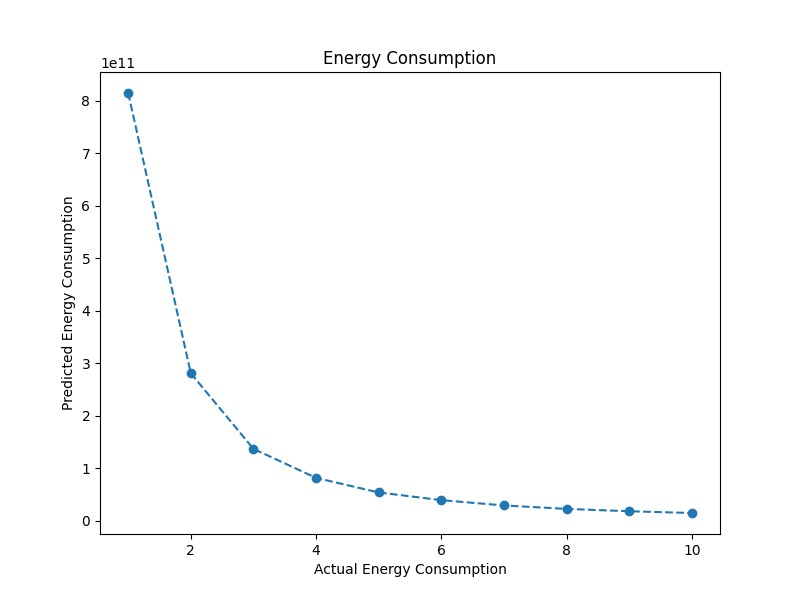 Energy Consumption
1e11
8
7
6
5
4
3
2
1
0
Predicted Energy Consumption
2 4 6 8 10
Actual Energy Consumption